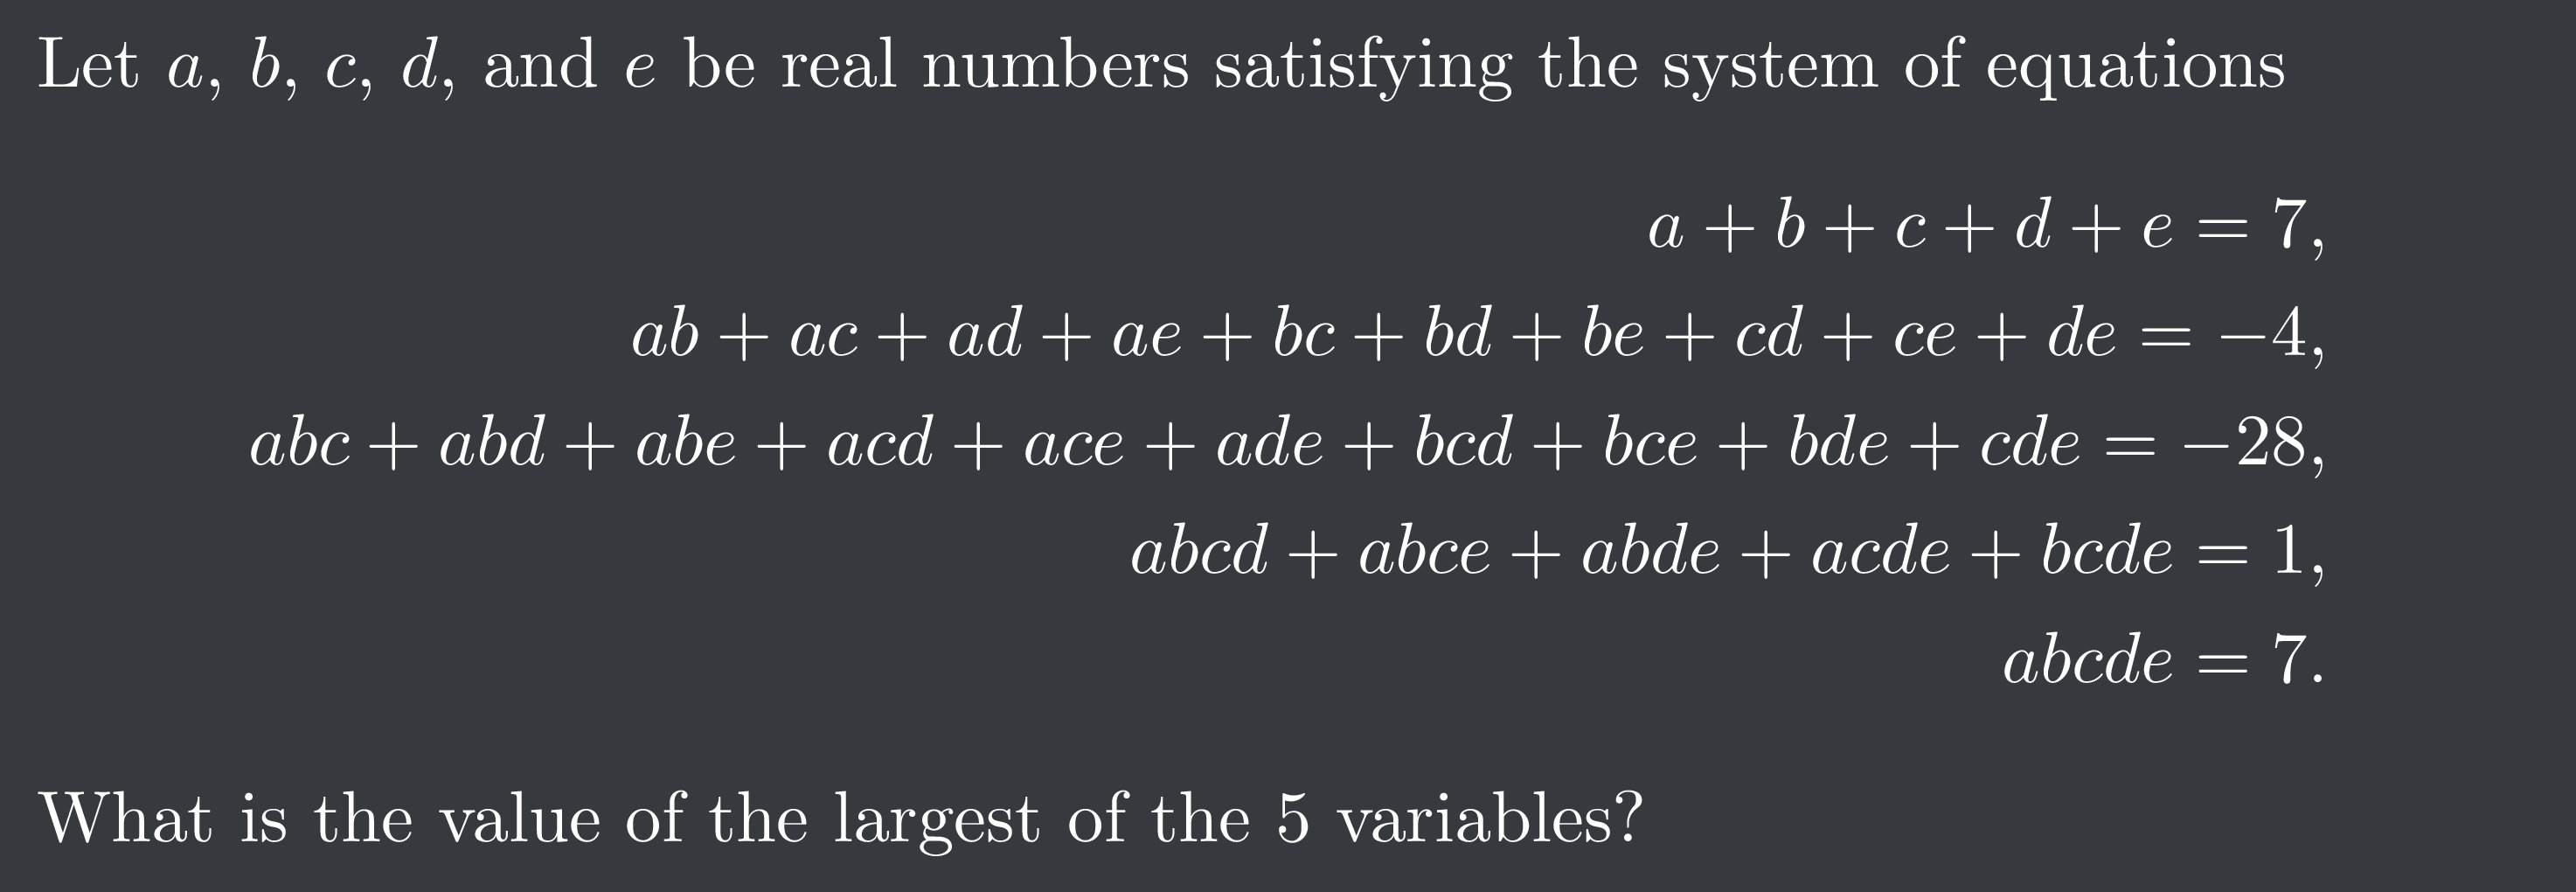 Let a, b, c, d, and e be real numbers satisfying the system of equations
a + b + c + d + e = 7,
ab + ac + ad + ae + bc + bd + be + cd + ce + de = −4,
abc + abd + abe + acd + ace + ade + bcd + bce + bde + cde = −28,
abcd + abce + abde + acde + bcde = 1,
abcde = 7.
What is the value of the largest of the 5 variables?